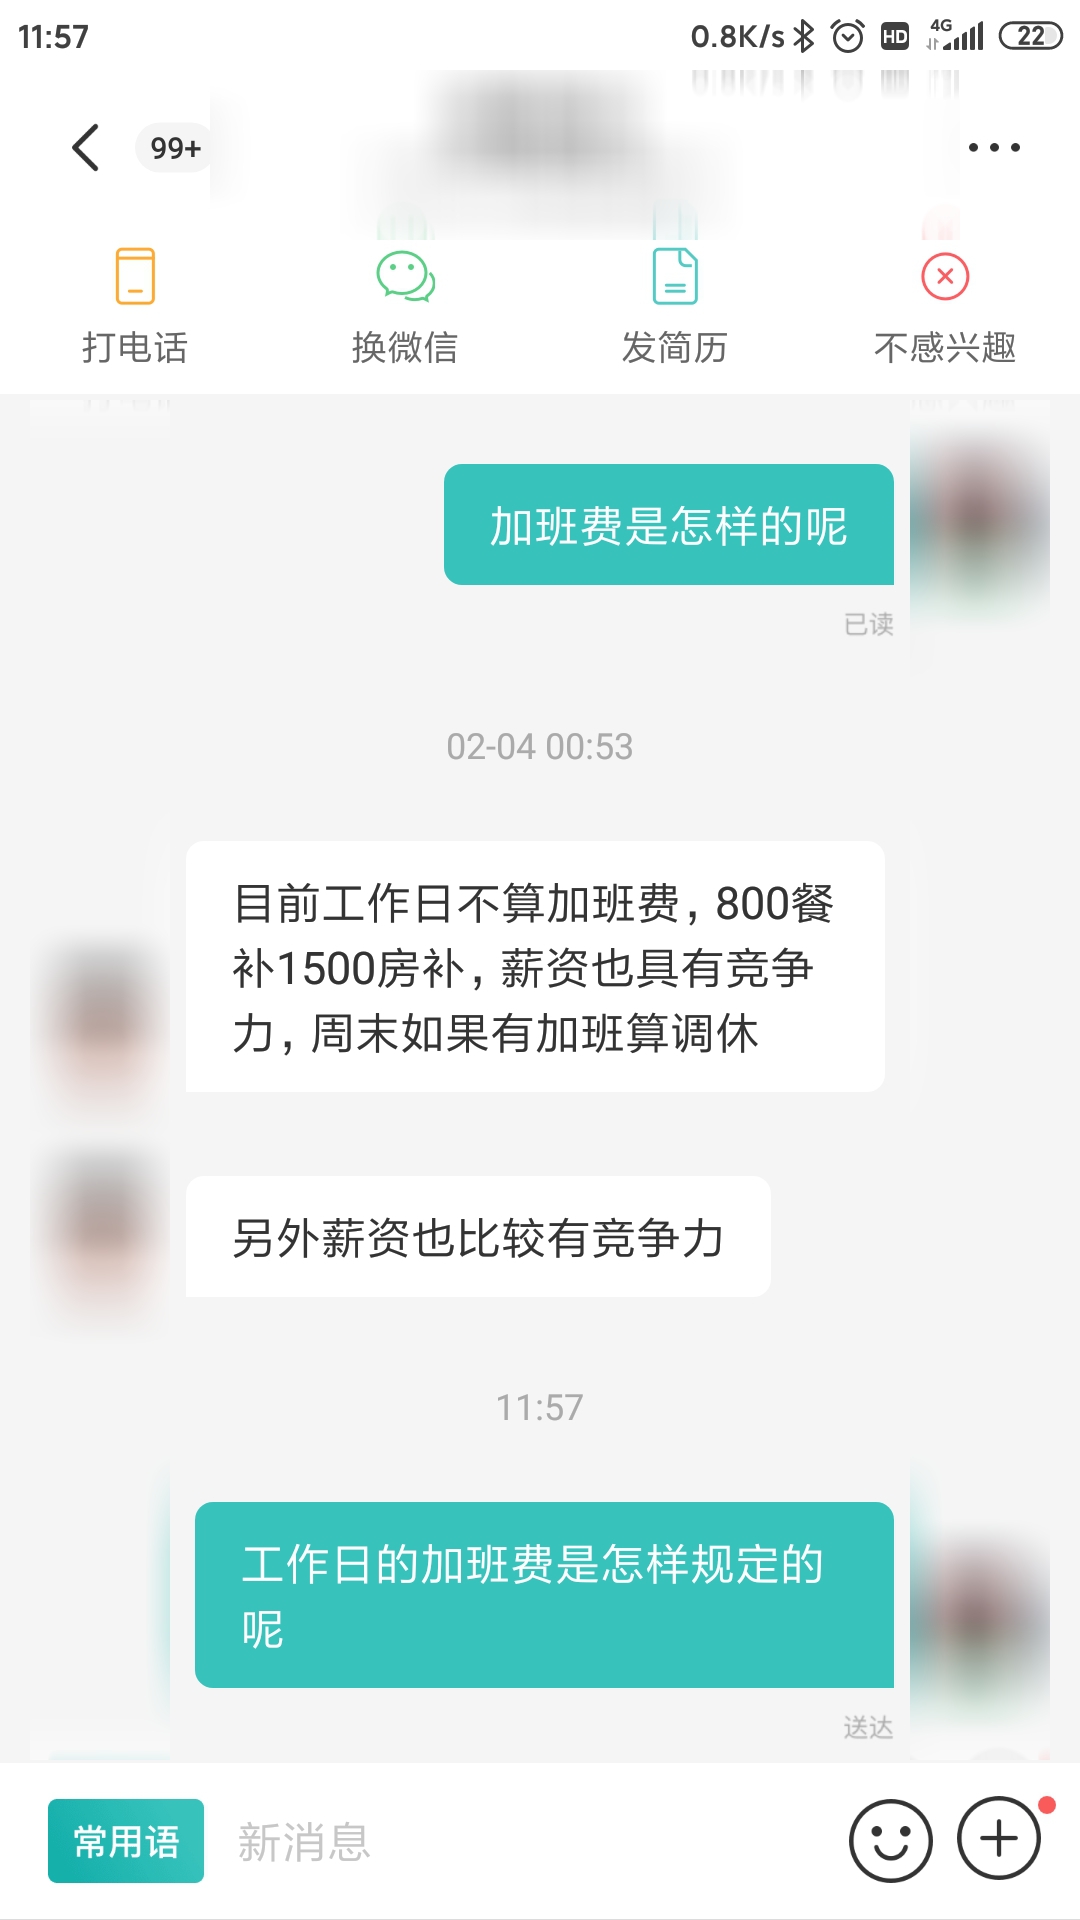 11:57
0.8K/s HD 4G 22
99+
打电话 换微信 发简历 不感兴趣
加班费是怎样的呢
已读
02-04 00:53
目前工作日不算加班费，800餐
补1500房补，薪资也具有竞争
力，周末如果有加班算调休
另外薪资也比较有竞争力
11:57
工作日的加班费是怎样规定的
呢
送达
常用语 新消息